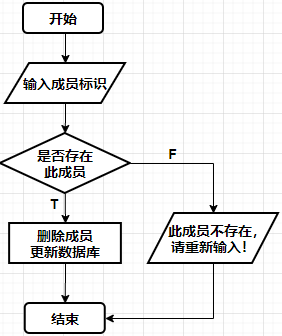 开始
输入成员标识
是否存在
此成员
F
T
删除成员
更新数据库
此成员不存在，
请重新输入！
结束